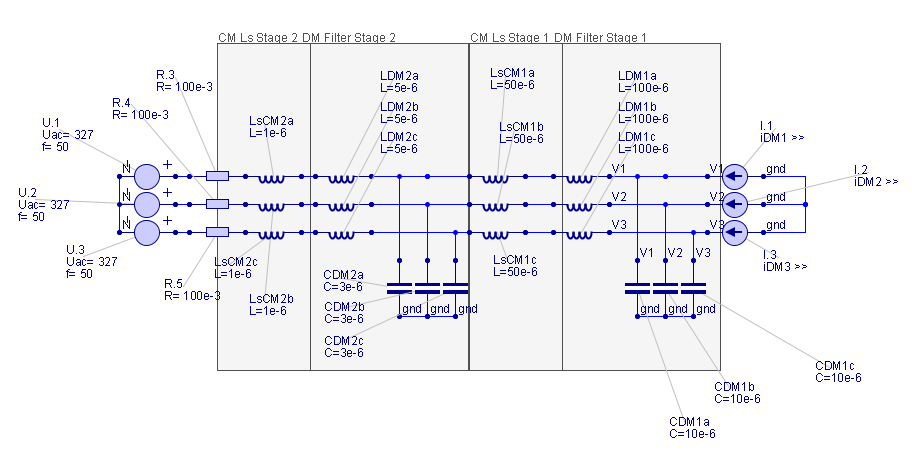 CM Ls Stage 2 DM Filter Stage 2
CM Ls Stage 1 DM Filter Stage 1
R.3
R= 100e-3
R.4
R= 100e-3
U.1
Uac= 327
f= 50
U.2
Uac= 327
f= 50
U.3
Uac= 327
f= 50
N
N
N
+
+
+
R.5
R= 100e-3
LsCM2a
L=1e-6
LsCM2c
L=1e-6
LsCM2b
L=1e-6
LDM2a
L=5e-6
LDM2b
L=5e-6
LDM2c
L=5e-6
CDM2a
C=3e-6
CDM2b
C=3e-6
CDM2c
C=3e-6
gnd
gnd
gnd
LsCM1a
L=50e-6
LsCM1b
L=50e-6
LsCM1c
L=50e-6
LDM1a
L=100e-6
LDM1b
L=100e-6
LDM1c
L=100e-6
V1
V2
V3
V1
V2
V3
V1
V2
V3
gnd
gnd
gnd
I.1
iDM1 >>
I.2
iDM2 >>
I.3
iDM3 >>
gnd
gnd
gnd
CDM1c
C=10e-6
CDM1b
C=10e-6
CDM1a
C=10e-6